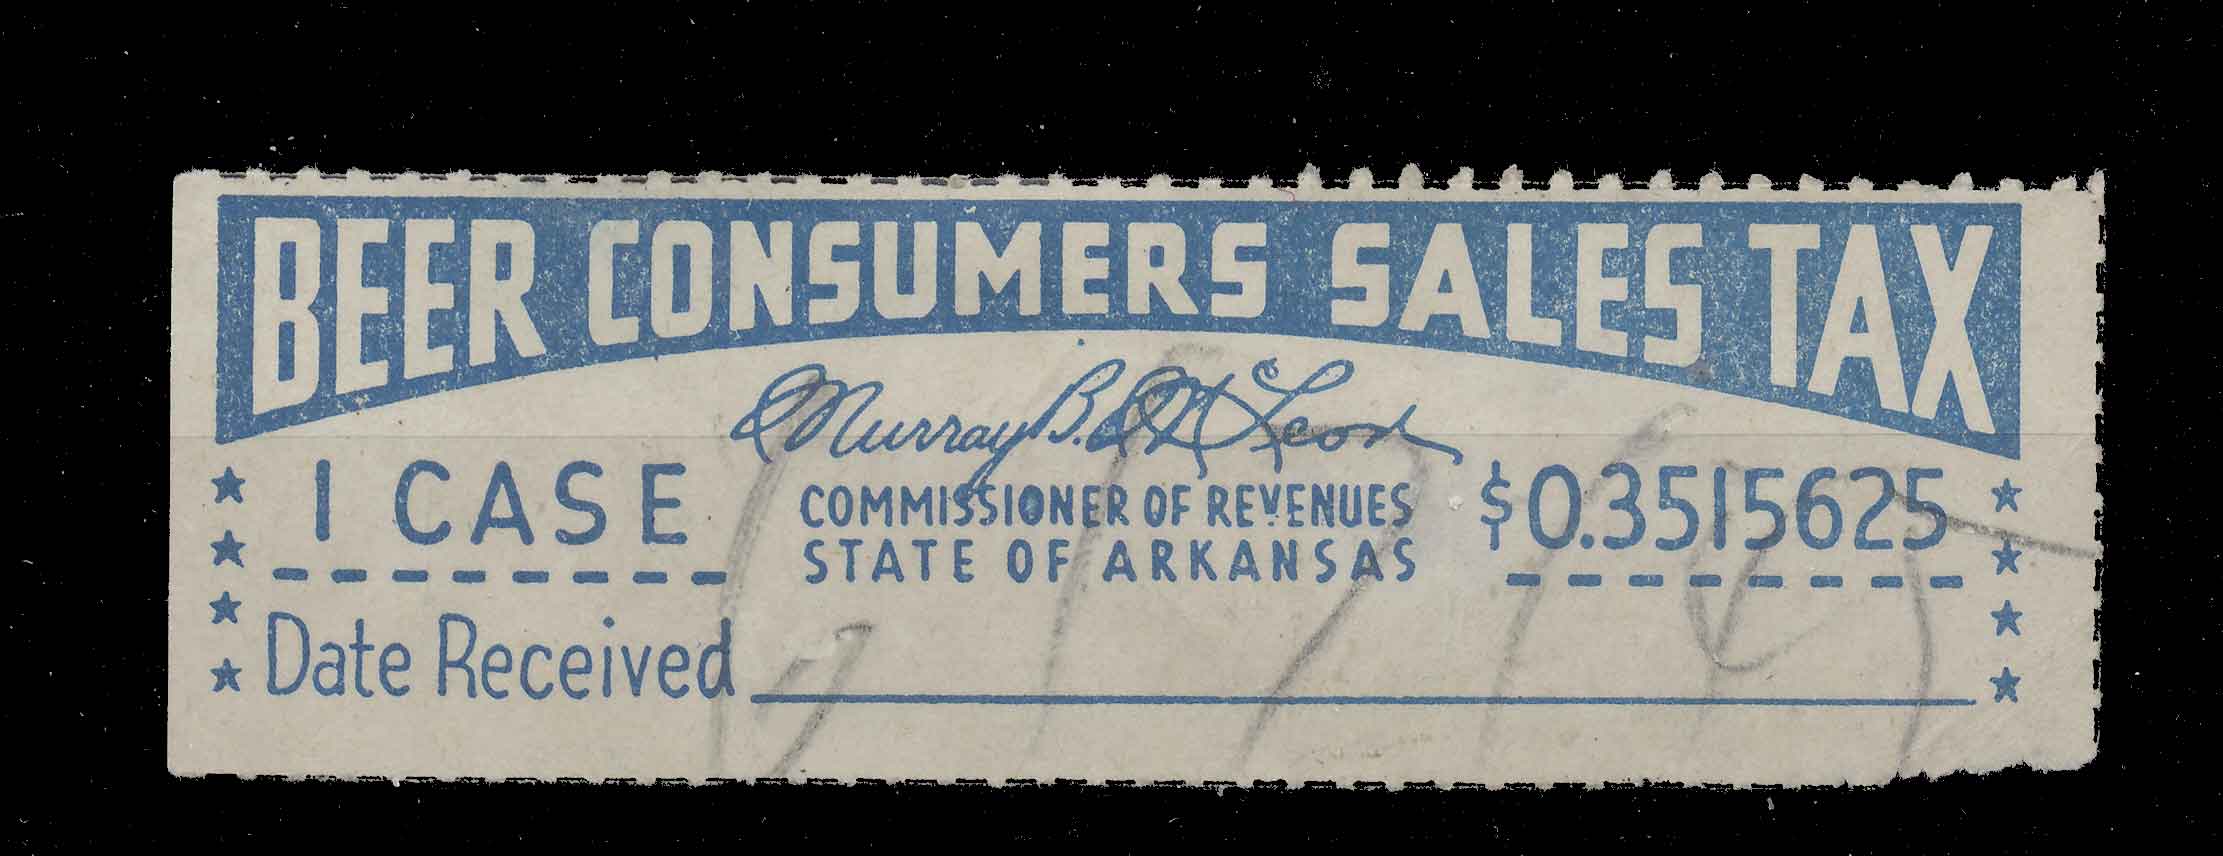 BEER CONSUMERS SALES TAX
Murray B. McLeod
1 CASE
COMMISSIONER OF REVENUES
STATE OF ARKANSAS
$0.3515625
Date Received